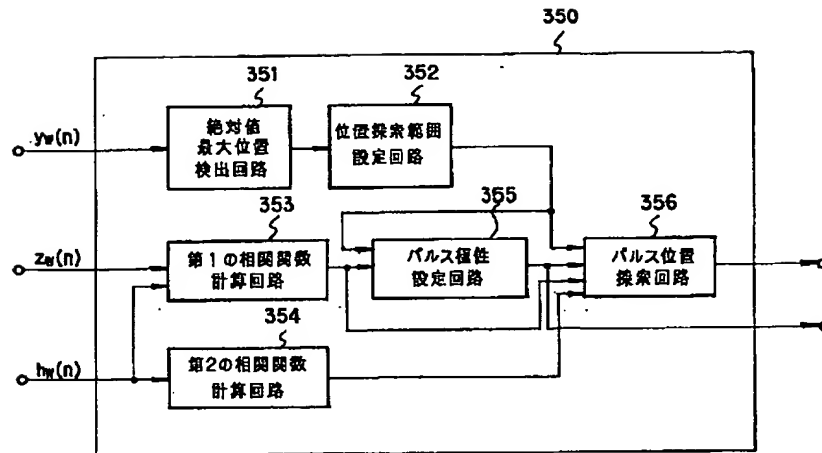 350
351
352
yw(n)
絶対値
最大位置
検出回路
位置探索範囲
設定回路
353
355
356
zw(n)
第1の相関関数
計算回路
パルス極性
設定回路
パルス位置
探索回路
354
hw(n)
第2の相関関数
計算回路